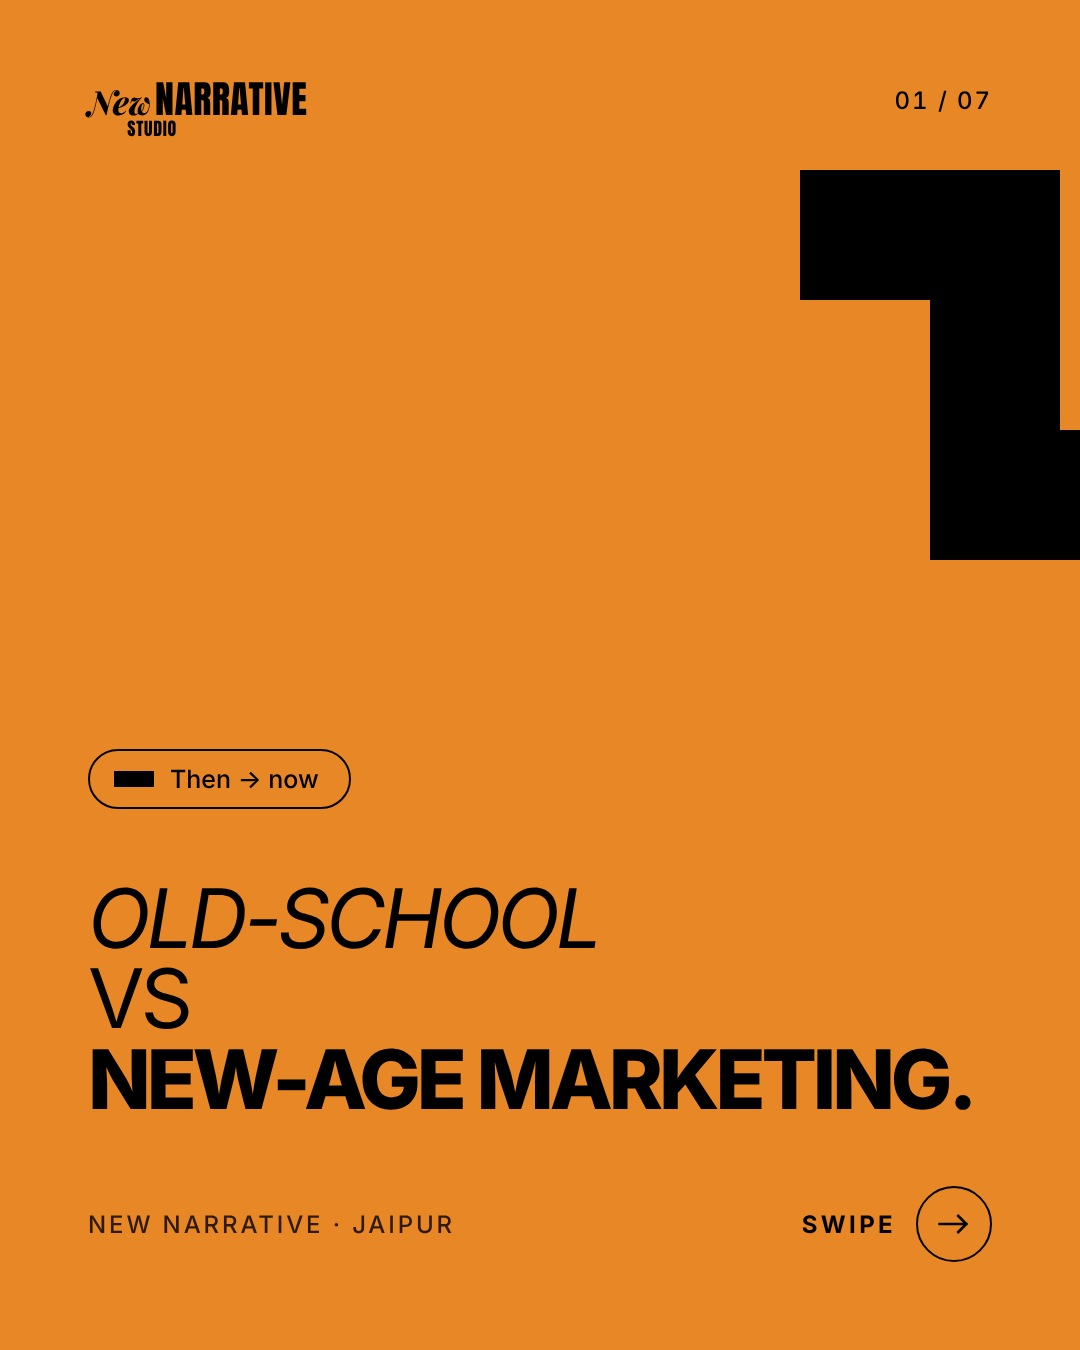 New NARRATIVE
STUDIO
01 / 07
Then → now
OLD-SCHOOL
VS
NEW-AGE MARKETING.
NEW NARRATIVE · JAIPUR
SWIPE →